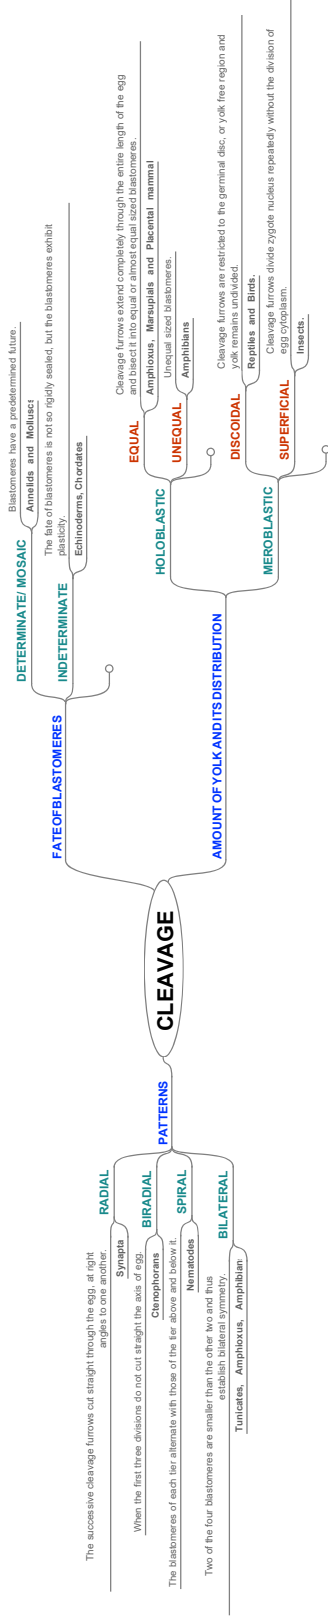 CLEAVAGE
PATTERNS
RADIAL
The successive cleavage furrows cut straight through the egg, at right
angles to one another.
Synapta
BIRADIAL
When the first three divisions do not cut straight the axis of egg.
Ctenophorans
SPIRAL
The blastomeres of each tier alternate with those of the tier above and below it.
Nematodes
BILATERAL
Two of the four blastomeres are smaller than the other two and thus
establish bilateral symmetry.
Tunicates, Amphioxus, Amphibian
FATEOFBLASTOMERES
DETERMINATE/ MOSAIC
Blastomeres have a predetermined future.
Annelids and Mollusc
INDETERMINATE
The fate of blastomeres is not so rigidly sealed, but the blastomeres exhibit
plasticity.
Echinoderms, Chordates
AMOUNT OF YOLK ANDITS DISTRIBUTION
HOLOBLASTIC
EQUAL
Cleavage furrows extend completely through the entire length of the egg
and bisect it into equal or almost equal sized blastomeres.
Amphioxus, Marsupials and Placental mammal
UNEQUAL
Unequal sized blastomeres.
Amphibians
MEROBLASTIC
DISCOIDAL
Cleavage furrows are restricted to the germinal disc, or yolk free region and
yolk remains undivided.
Reptiles and Birds.
SUPERFICIAL
Cleavage furrows divide zygote nucleus repeatedly without the division of
egg cytoplasm.
Insects.